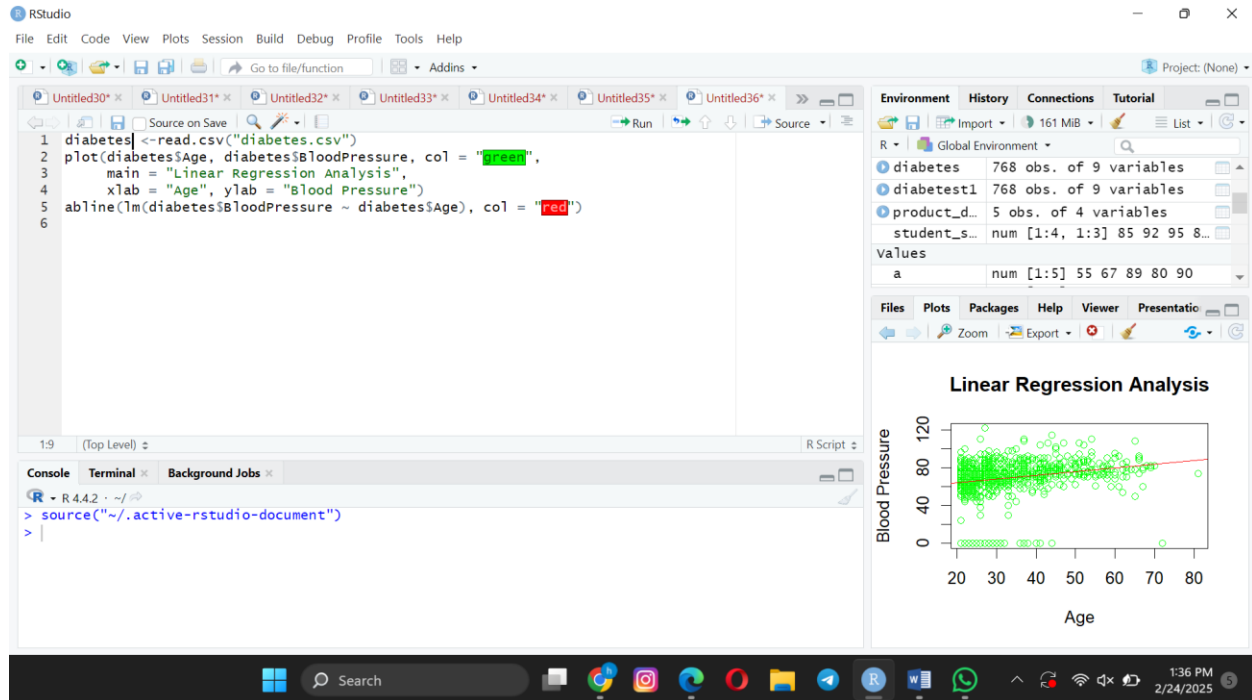 RStudio
File Edit Code View Plots Session Build Debug Profile Tools Help
Go to file/function Addins Project: (None)
Untitled30* Untitled31* Untitled32* Untitled33* Untitled34* Untitled35* Untitled36*
Source on Save Run Source
1 diabetes <-read.csv("diabetes.csv")
2 plot(diabetes$Age, diabetes$BloodPressure, col = "green",
3 main = "Linear Regression Analysis",
4 xlab = "Age", ylab = "Blood Pressure")
5 abline(lm(diabetes$BloodPressure ~ diabetes$Age), col = "red")
6
1:9 (Top Level) R Script
Console Terminal Background Jobs
R 4.4.2 · ~/
> source("~/.active-rstudio-document")
>
Environment History Connections Tutorial
Import 161 MiB List
R Global Environment
diabetes 768 obs. of 9 variables
diabetest1 768 obs. of 9 variables
product_d… 5 obs. of 4 variables
student_s… num [1:4, 1:3] 85 92 95 8…
Values
a num [1:5] 55 67 89 80 90
Files Plots Packages Help Viewer Presentatio
Zoom Export
Linear Regression Analysis
Blood Pressure
120
80
40
0
20 30 40 50 60 70 80
Age
Search
1:36 PM
2/24/2025
5